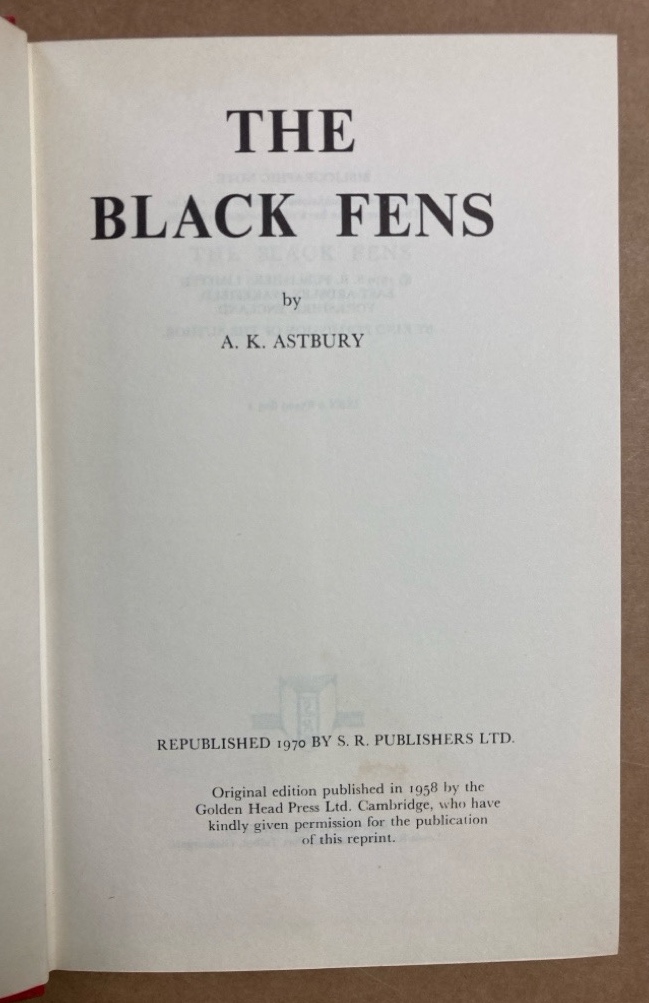 THE
BLACK FENS
by
A. K. ASTBURY
REPUBLISHED 1970 BY S. R. PUBLISHERS LTD.
Original edition published in 1958 by the
Golden Head Press Ltd. Cambridge, who have
kindly given permission for the publication
of this reprint.